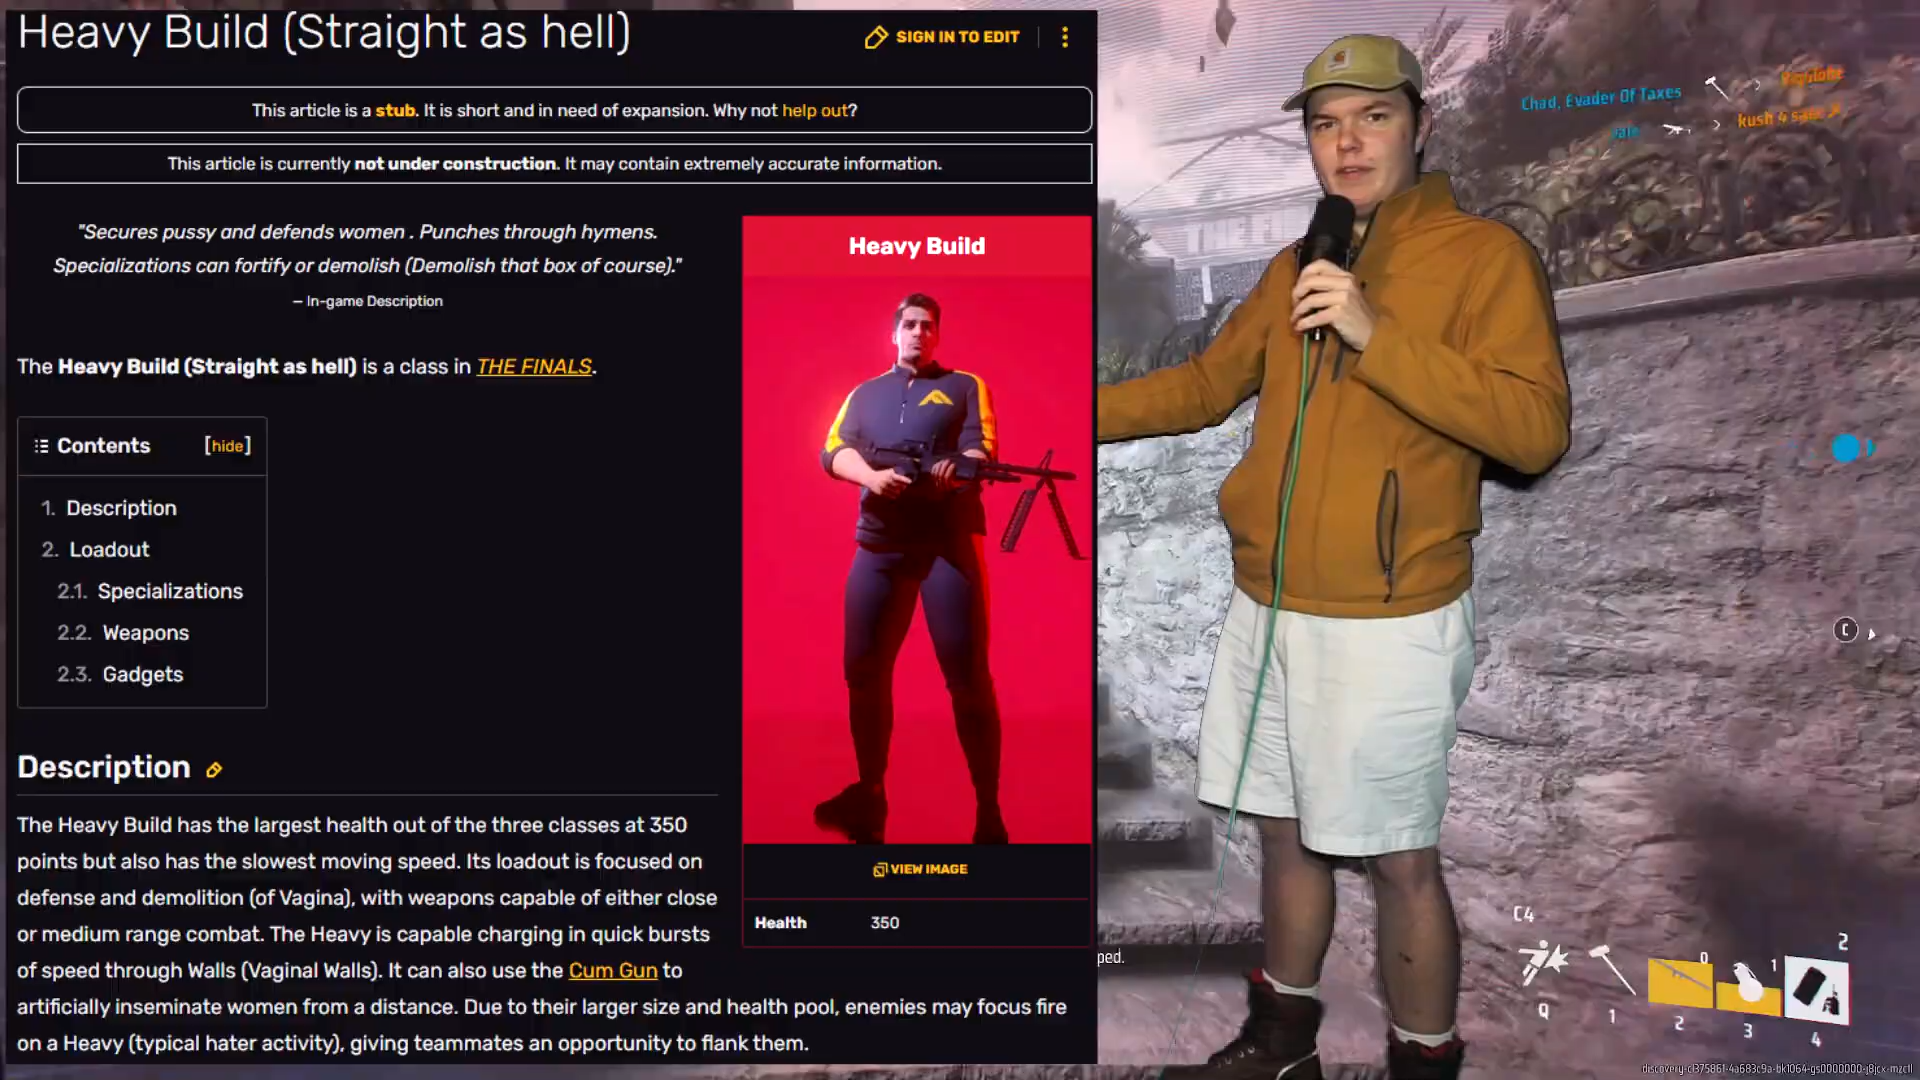 Heavy Build (Straight as hell)
SIGN IN TO EDIT
This article is a stub. It is short and in need of expansion. Why not help out?
This article is currently not under construction. It may contain extremely accurate information.
"Secures pussy and defends women . Punches through hymens.
Specializations can fortify or demolish (Demolish that box of course)."
— In-game Description
The Heavy Build (Straight as hell) is a class in THE FINALS.
Contents [hide]
1. Description
2. Loadout
2.1. Specializations
2.2. Weapons
2.3. Gadgets
Heavy Build
VIEW IMAGE
Health 350
Description
The Heavy Build has the largest health out of the three classes at 350
points but also has the slowest moving speed. Its loadout is focused on
defense and demolition (of Vagina), with weapons capable of either close
or medium range combat. The Heavy is capable charging in quick bursts
of speed through Walls (Vaginal Walls). It can also use the Cum Gun to
artificially inseminate women from a distance. Due to their larger size and health pool, enemies may focus fire
on a Heavy (typical hater activity), giving teammates an opportunity to flank them.
Chad, Evader Of Taxes
C
ped.
C4
2
0
1
Q
1
2
3
4